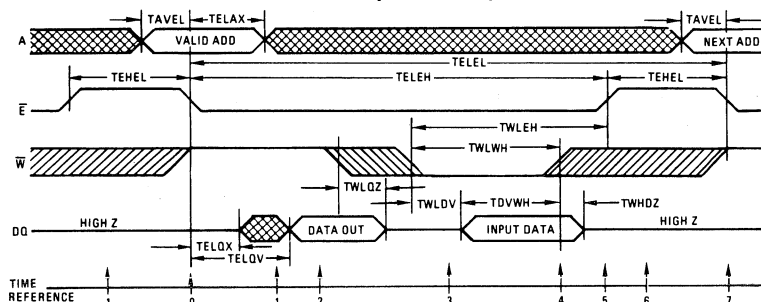 TAVEL TELAX TAVEL
A VALID ADD NEXT ADD
TELEL
TEHEL TELEH TEHEL
E
TWLEH
TWLWH
W
TWLQZ TWLDV TDVWH TWHDZ
DQ HIGH Z DATA OUT INPUT DATA HIGH Z
TELQX
TELQV
TIME
REFERENCE 1 0 1 2 3 4 5 6 7